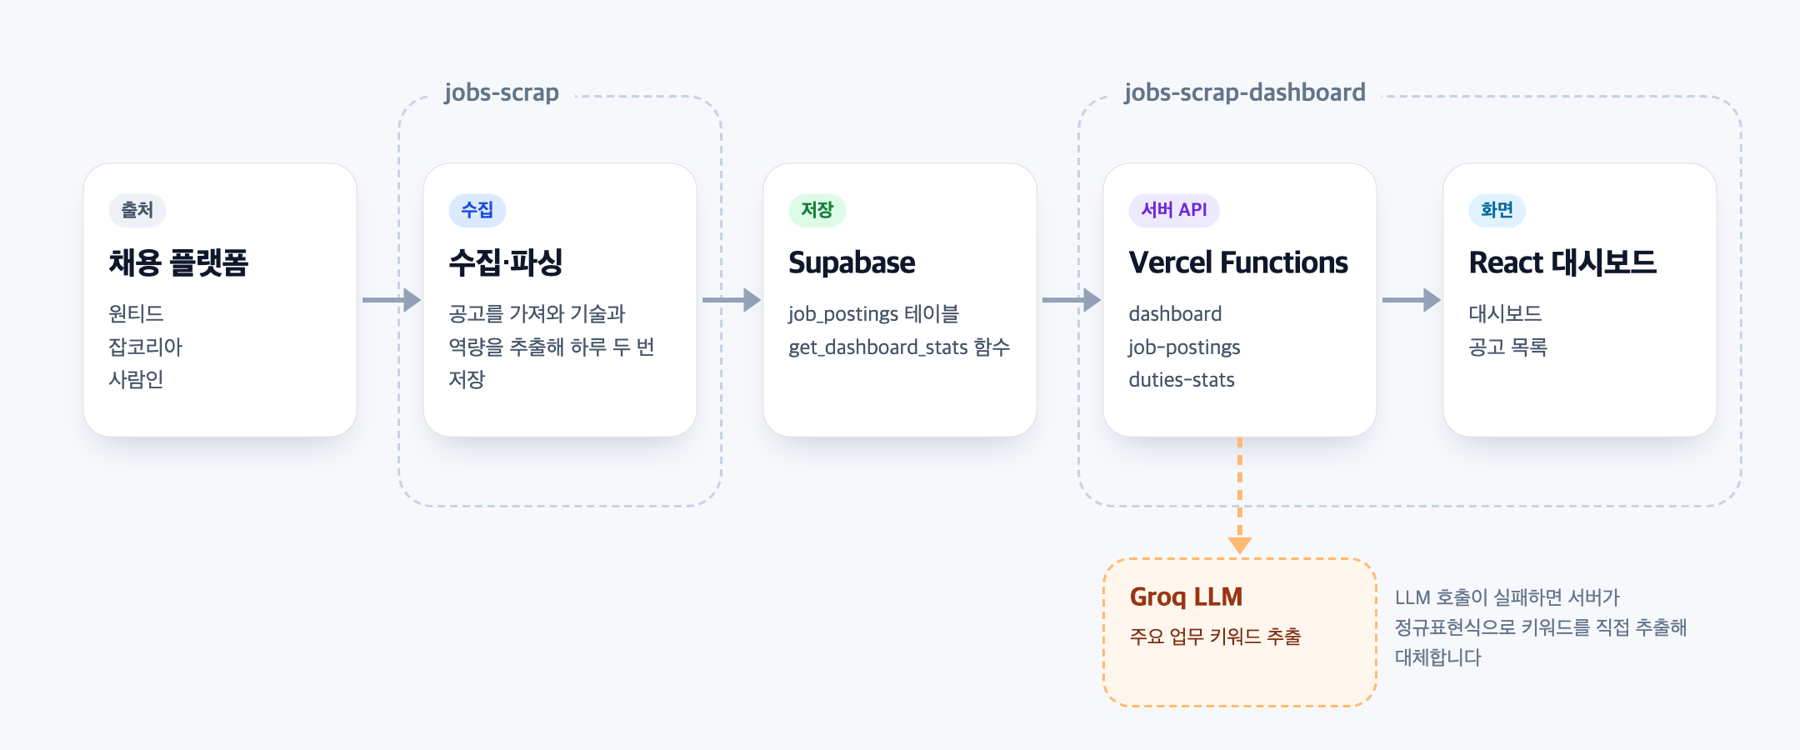 jobs-scrap
jobs-scrap-dashboard
출처
채용 플랫폼
원티드
잡코리아
사람인
수집
수집·파싱
공고를 가져와 기술과
역량을 추출해 하루 두 번
저장
저장
Supabase
job_postings 테이블
get_dashboard_stats 함수
서버 API
Vercel Functions
dashboard
job-postings
duties-stats
화면
React 대시보드
대시보드
공고 목록
Groq LLM
주요 업무 키워드 추출
LLM 호출이 실패하면 서버가
정규표현식으로 키워드를 직접 추출해
대체합니다